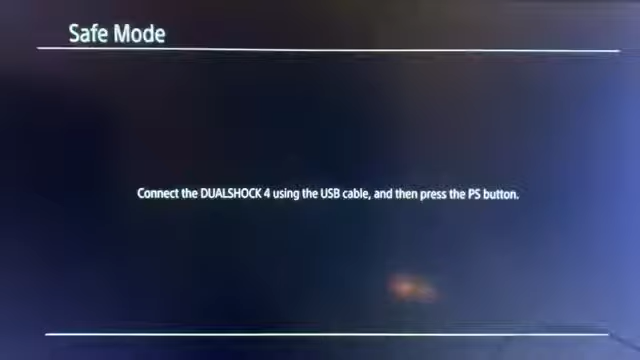 Safe Mode
Connect the DUALSHOCK 4 using the USB cable, and then press the PS button.